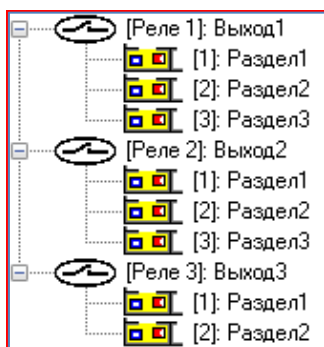 [Реле 1]: Выход1
[1]: Раздел1
[2]: Раздел2
[3]: Раздел3
[Реле 2]: Выход2
[1]: Раздел1
[2]: Раздел2
[3]: Раздел3
[Реле 3]: Выход3
[1]: Раздел1
[2]: Раздел2